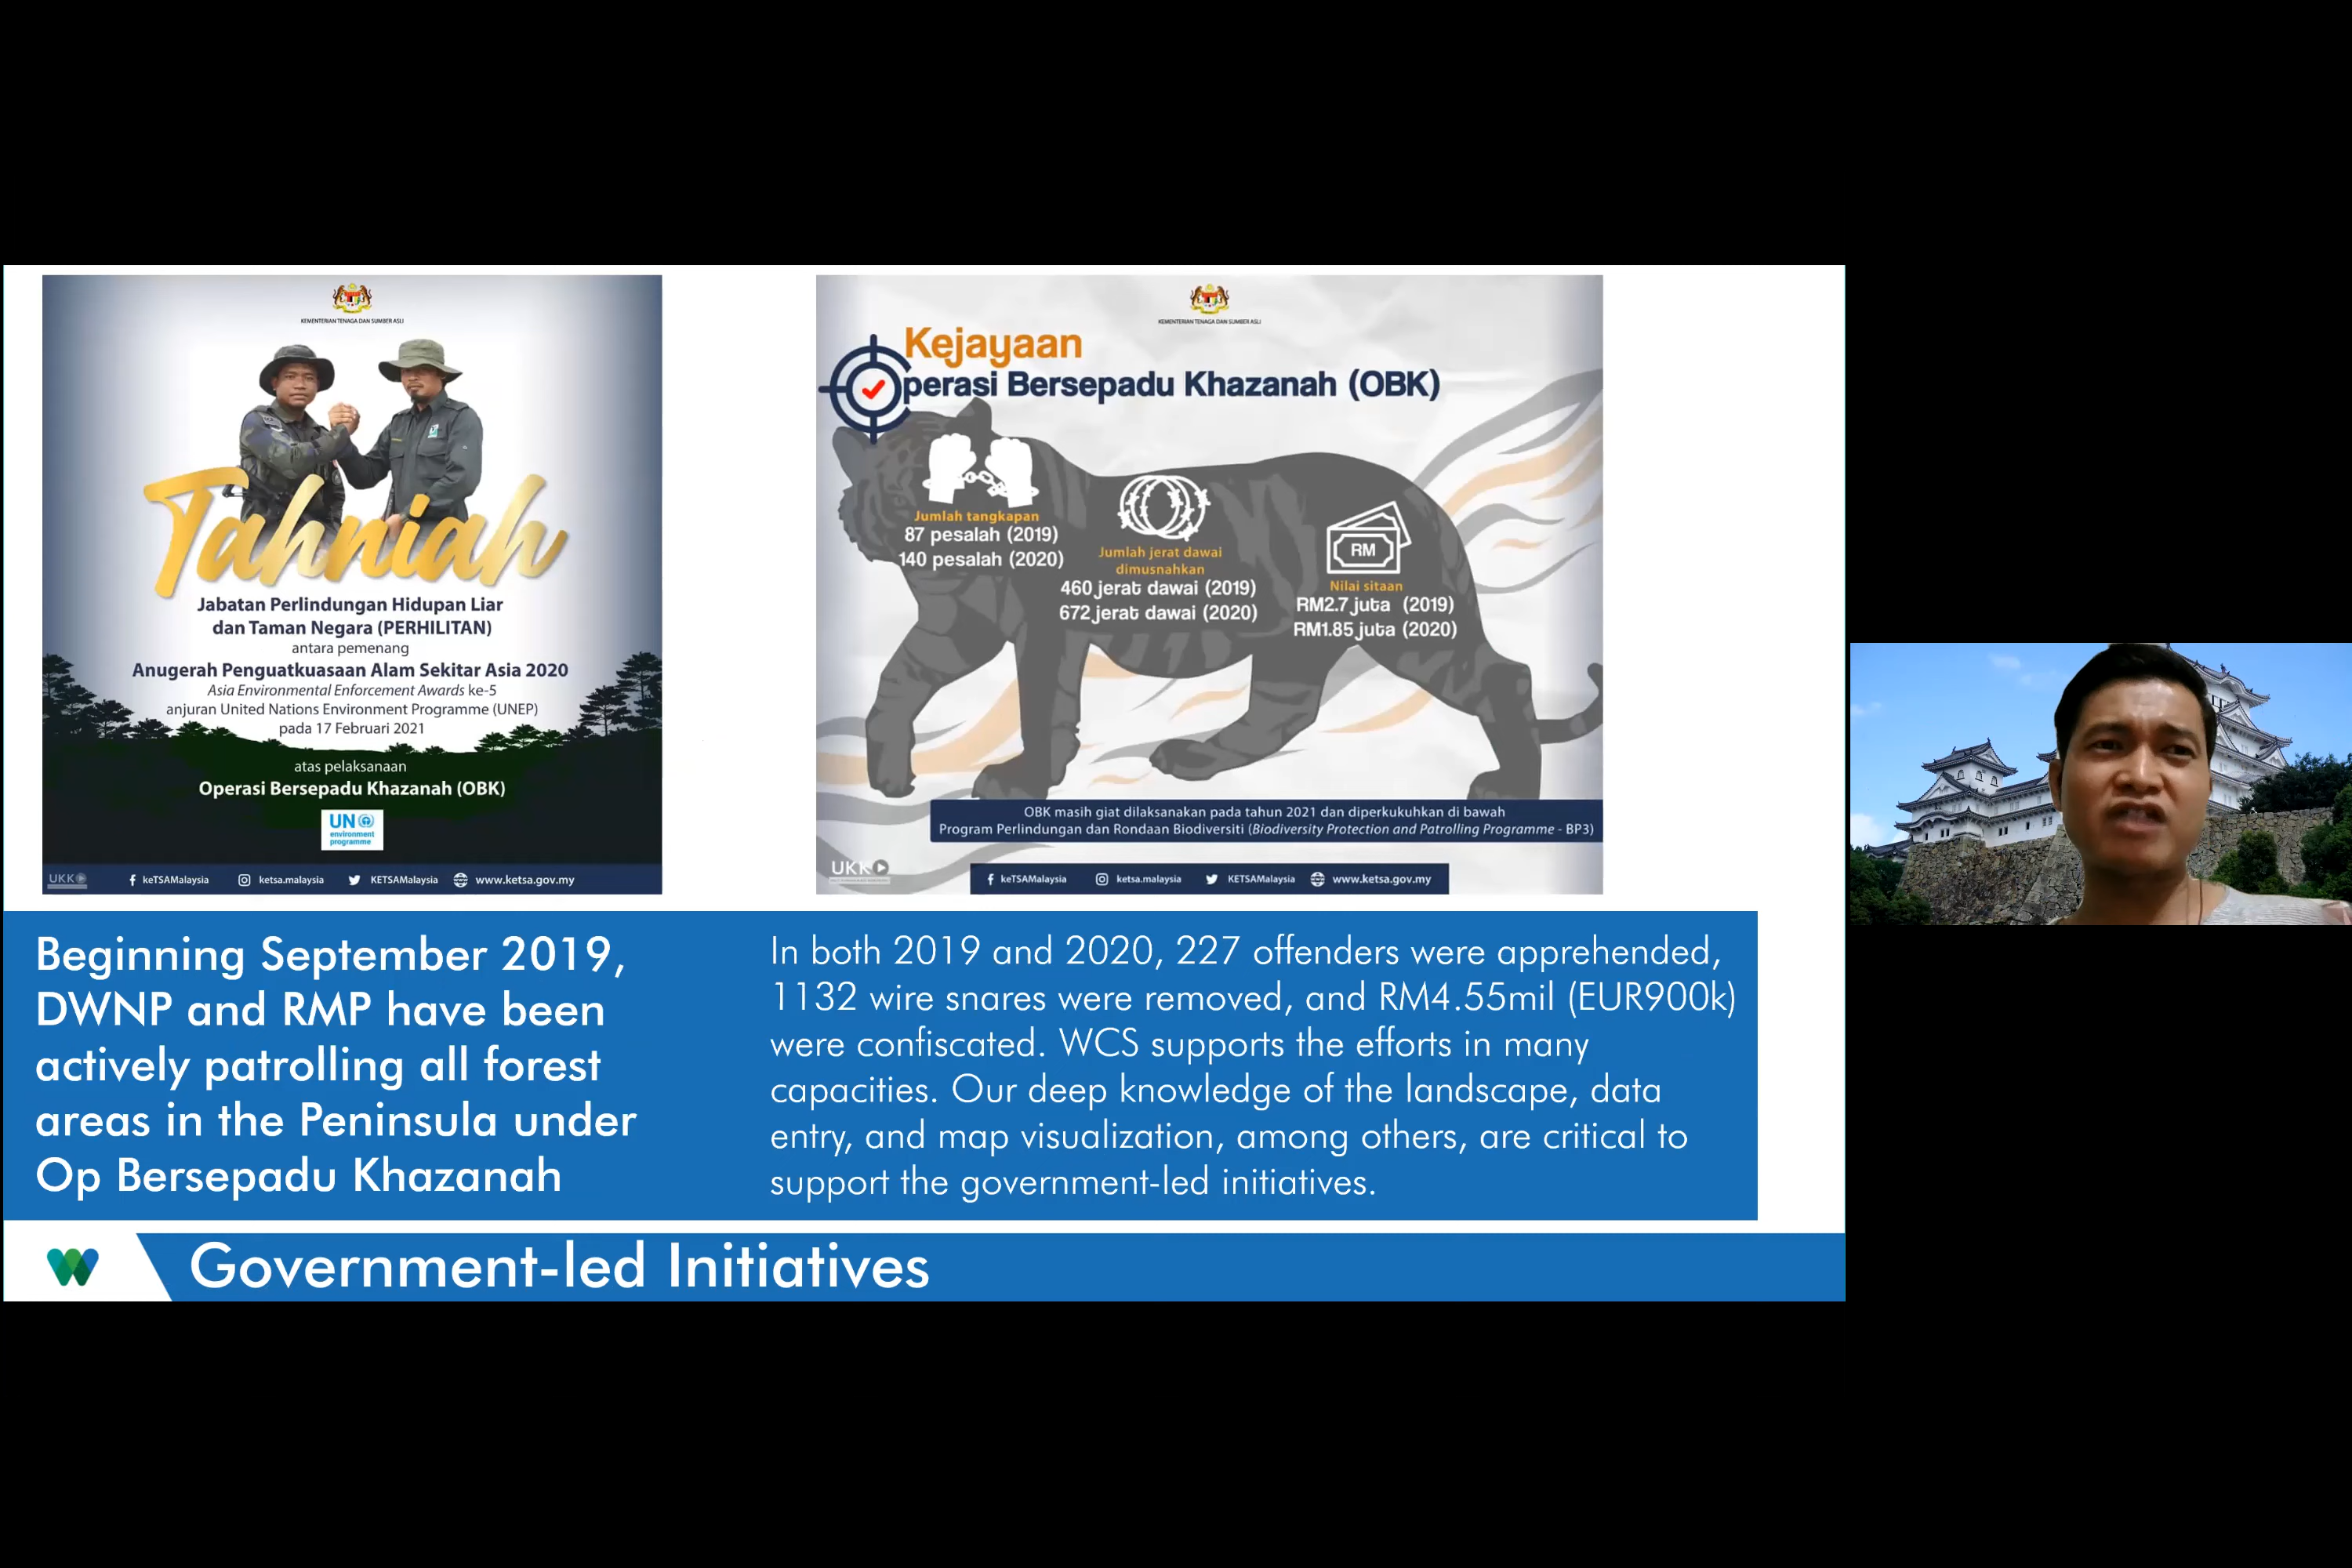 KEMENTERIAN TENAGA DAN SUMBER ASLI
Tahniah
Jabatan Perlindungan Hidupan Liar
dan Taman Negara (PERHILITAN)
antara pemenang
Anugerah Penguatkuasaan Alam Sekitar Asia 2020
Asia Environmental Enforcement Awards ke-5
anjuran United Nations Environment Programme (UNEP)
pada 17 Februari 2021
atas pelaksanaan
Operasi Bersepadu Khazanah (OBK)
UN
environment
programme
UKK
keTSAMalaysia
ketsa.malaysia
KETSAMalaysia
www.ketsa.gov.my
KEMENTERIAN TENAGA DAN SUMBER ASLI
Kejayaan
Operasi Bersepadu Khazanah (OBK)
Jumlah tangkapan
87 pesalah (2019)
140 pesalah (2020)
Jumlah jerat dawai
dimusnahkan
460 jerat dawai (2019)
672 jerat dawai (2020)
RM
Nilai sitaan
RM2.7 juta (2019)
RM1.85 juta (2020)
OBK masih giat dilaksanakan pada tahun 2021 dan diperkukuhkan di bawah
Program Perlindungan dan Rondaan Biodiversiti (Biodiversity Protection and Patrolling Programme - BP3)
UKK
keTSAMalaysia
ketsa.malaysia
KETSAMalaysia
www.ketsa.gov.my
Beginning September 2019,
DWNP and RMP have been
actively patrolling all forest
areas in the Peninsula under
Op Bersepadu Khazanah
In both 2019 and 2020, 227 offenders were apprehended,
1132 wire snares were removed, and RM4.55mil (EUR900k)
were confiscated. WCS supports the efforts in many
capacities. Our deep knowledge of the landscape, data
entry, and map visualization, among others, are critical to
support the government-led initiatives.
Government-led Initiatives